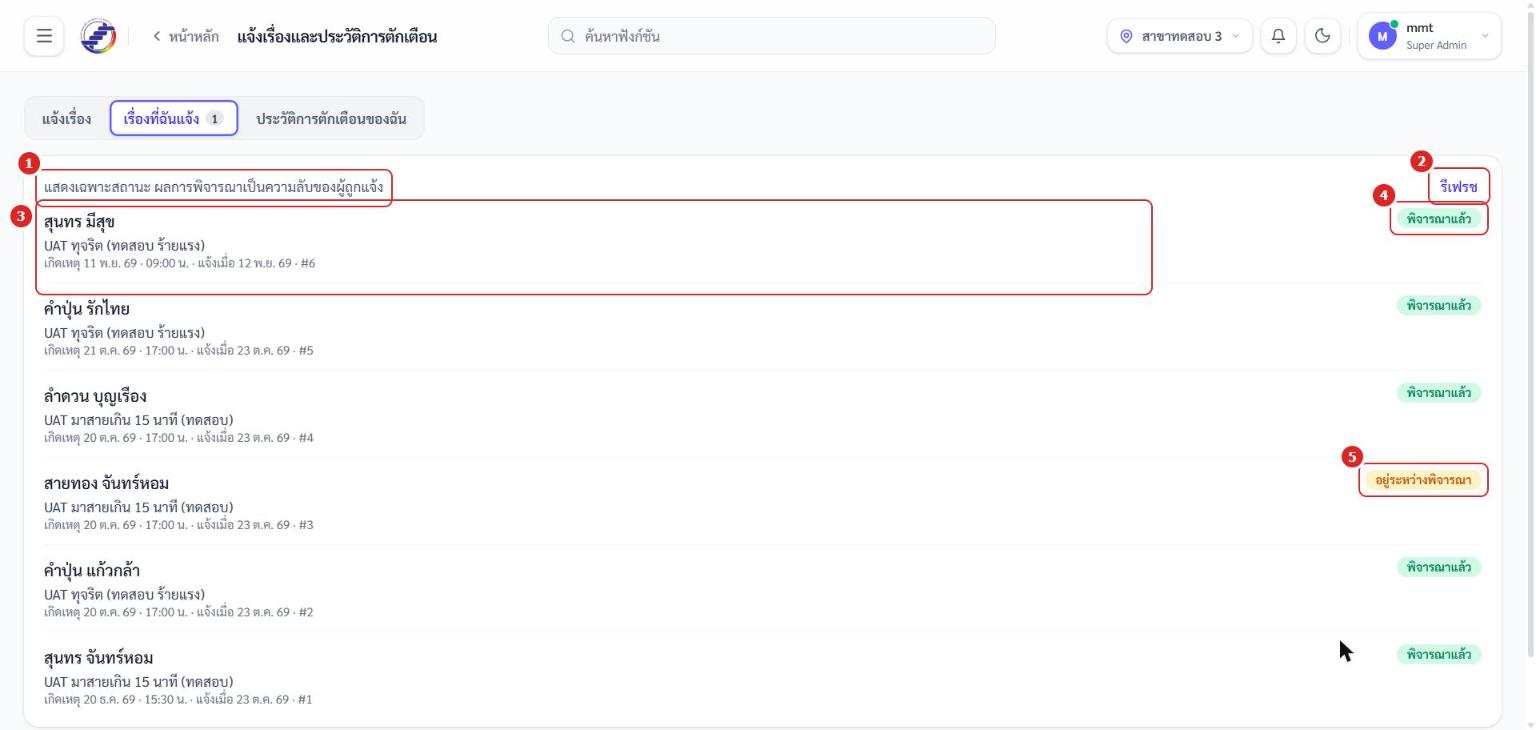 หน้าหลัก แจ้งเรื่องและประวัติการตักเตือน ค้นหาฟังก์ชัน สาขาทดสอบ 3 M mmt
Super Admin
แจ้งเรื่อง เรื่องที่ฉันแจ้ง 1 ประวัติการตักเตือนของฉัน
1 2
แสดงเฉพาะสถานะ ผลการพิจารณาเป็นความลับของผู้ถูกแจ้ง รีเฟรช
3 4
สุนทร มีสุข พิจารณาแล้ว
UAT ทุจริต (ทดสอบ ร้ายแรง)
เกิดเหตุ 11 พ.ย. 69 · 09:00 น. · แจ้งเมื่อ 12 พ.ย. 69 · #6
คำปุ่น รักไทย พิจารณาแล้ว
UAT ทุจริต (ทดสอบ ร้ายแรง)
เกิดเหตุ 21 ต.ค. 69 · 17:00 น. · แจ้งเมื่อ 23 ต.ค. 69 · #5
ลำดวน บุญเรือง พิจารณาแล้ว
UAT มาสายเกิน 15 นาที (ทดสอบ)
เกิดเหตุ 20 ต.ค. 69 · 17:00 น. · แจ้งเมื่อ 23 ต.ค. 69 · #4
5
สายทอง จันทร์หอม อยู่ระหว่างพิจารณา
UAT มาสายเกิน 15 นาที (ทดสอบ)
เกิดเหตุ 20 ต.ค. 69 · 17:00 น. · แจ้งเมื่อ 23 ต.ค. 69 · #3
คำปุ่น แก้วกล้า พิจารณาแล้ว
UAT ทุจริต (ทดสอบ ร้ายแรง)
เกิดเหตุ 20 ต.ค. 69 · 17:00 น. · แจ้งเมื่อ 23 ต.ค. 69 · #2
สุนทร จันทร์หอม พิจารณาแล้ว
UAT มาสายเกิน 15 นาที (ทดสอบ)
เกิดเหตุ 20 ธ.ค. 69 · 15:30 น. · แจ้งเมื่อ 23 ต.ค. 69 · #1